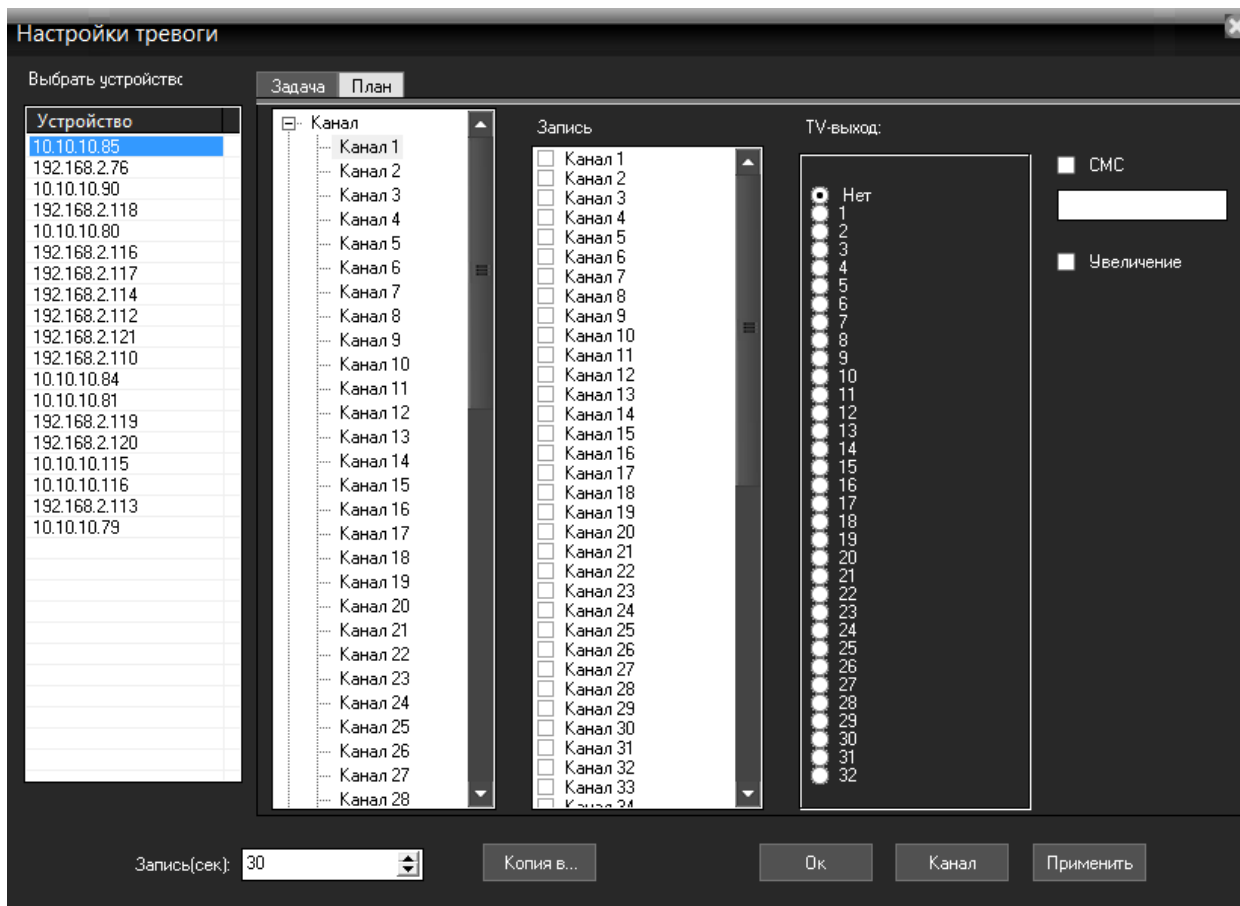 Настройки тревоги
Выбрать устройство
Устройство
10.10.10.85
192.168.2.76
10.10.10.90
192.168.2.118
10.10.10.80
192.168.2.116
192.168.2.117
192.168.2.114
192.168.2.112
192.168.2.121
192.168.2.110
10.10.10.84
10.10.10.81
192.168.2.119
192.168.2.120
10.10.10.115
10.10.10.116
192.168.2.113
10.10.10.79
Задача План
Канал
Канал 1
Канал 2
Канал 3
Канал 4
Канал 5
Канал 6
Канал 7
Канал 8
Канал 9
Канал 10
Канал 11
Канал 12
Канал 13
Канал 14
Канал 15
Канал 16
Канал 17
Канал 18
Канал 19
Канал 20
Канал 21
Канал 22
Канал 23
Канал 24
Канал 25
Канал 26
Канал 27
Канал 28
Запись
Канал 1
Канал 2
Канал 3
Канал 4
Канал 5
Канал 6
Канал 7
Канал 8
Канал 9
Канал 10
Канал 11
Канал 12
Канал 13
Канал 14
Канал 15
Канал 16
Канал 17
Канал 18
Канал 19
Канал 20
Канал 21
Канал 22
Канал 23
Канал 24
Канал 25
Канал 26
Канал 27
Канал 28
Канал 29
Канал 30
Канал 31
Канал 32
Канал 33
Канал 34
TV-выход:
Нет
1
2
3
4
5
6
7
8
9
10
11
12
13
14
15
16
17
18
19
20
21
22
23
24
25
26
27
28
29
30
31
32
СМС
Увеличение
Запись(сек): 30
Копия в...
Ок
Канал
Применить